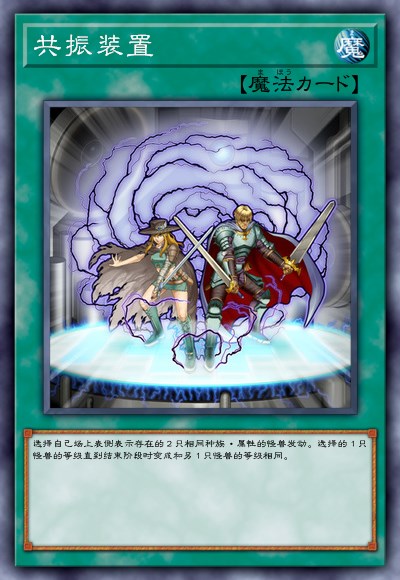 共振装置
魔
【魔法カード】
ま ほう
选择自己场上表侧表示存在的2只相同种族·属性的怪兽发动。选择的1只
怪兽的等级直到结束阶段时变成和另1只怪兽的等级相同。